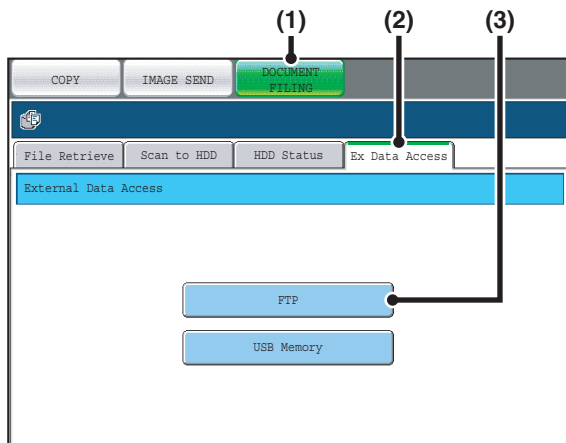 (1) (2) (3)
COPY IMAGE SEND DOCUMENT FILING
File Retrieve Scan to HDD HDD Status Ex Data Access
External Data Access
FTP
USB Memory